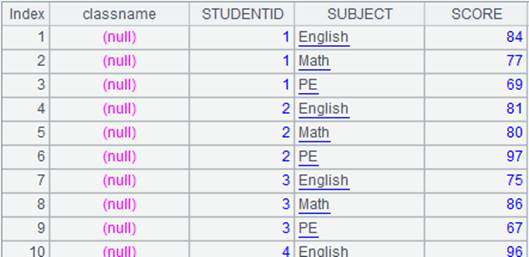 Index classname STUDENTID SUBJECT SCORE
1 (null) 1 English 84
2 (null) 1 Math 77
3 (null) 1 PE 69
4 (null) 2 English 81
5 (null) 2 Math 80
6 (null) 2 PE 97
7 (null) 3 English 75
8 (null) 3 Math 86
9 (null) 3 PE 67
10 (null) 4 English 96